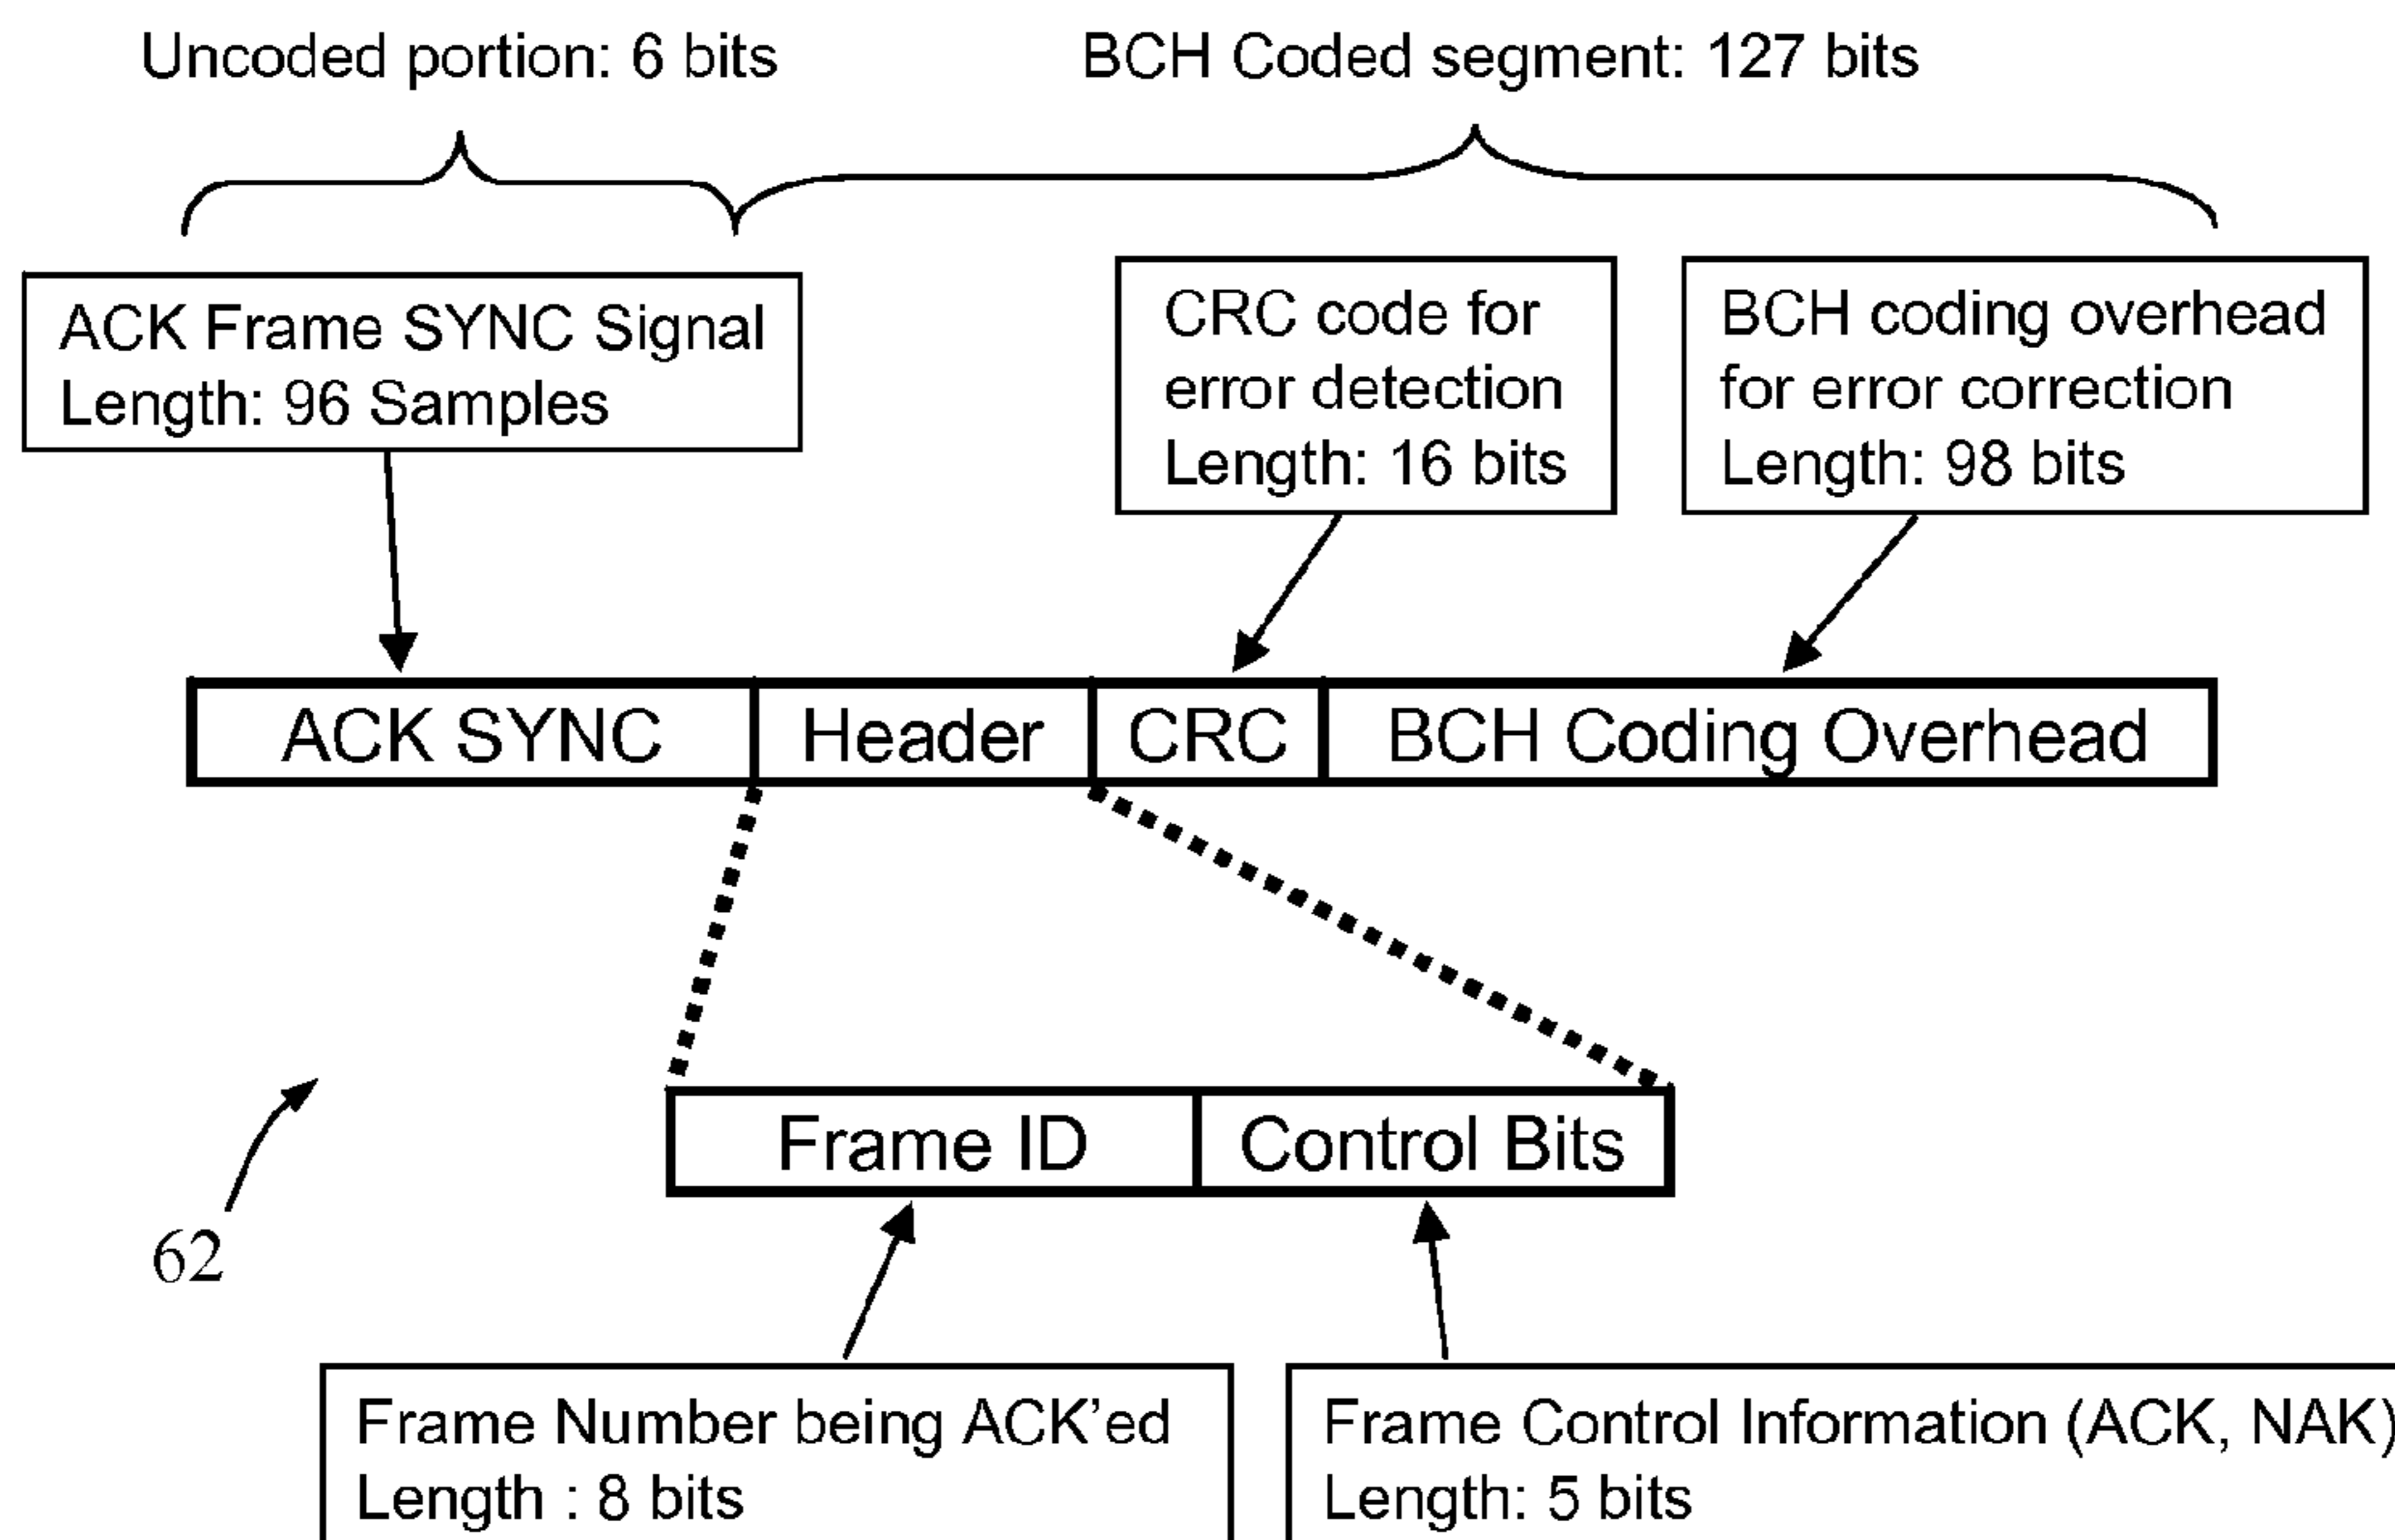 Uncoded portion: 6 bits
BCH Coded segment: 127 bits
ACK Frame SYNC Signal
Length: 96 Samples
CRC code for
error detection
Length: 16 bits
BCH coding overhead
for error correction
Length: 98 bits
ACK SYNC
Header
CRC
BCH Coding Overhead
Frame ID
Control Bits
62
Frame Number being ACK’ed
Length : 8 bits
Frame Control Information (ACK, NAK)
Length: 5 bits